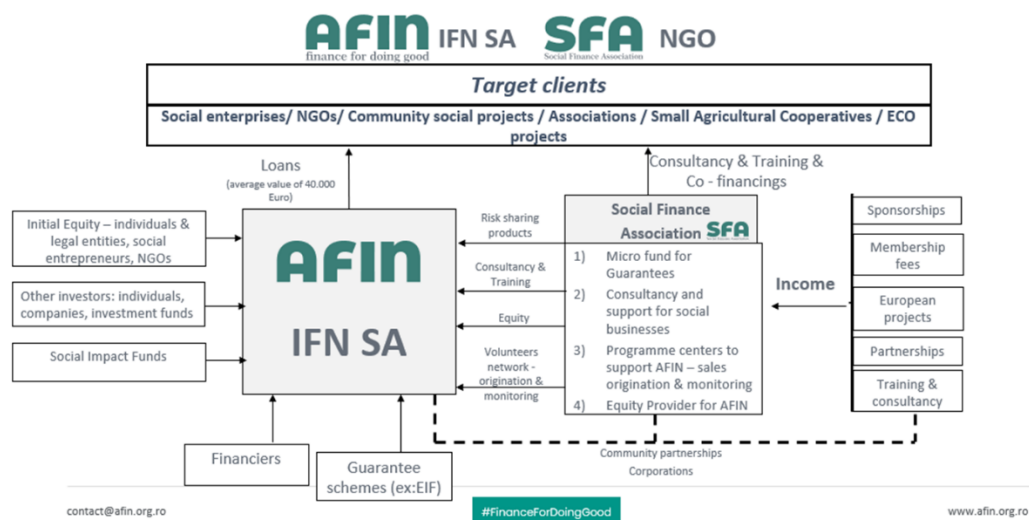 AFIN IFN SA SFA NGO
finance for doing good
Social Finance Association
Target clients
Social enterprises/ NGOs/ Community social projects / Associations / Small Agricultural Cooperatives / ECO
projects
Loans
(average value of 40.000
Euro)
Consultancy & Training &
Co - financings
Initial Equity – individuals &
legal entities, social
entrepreneurs, NGOs
Other investors: individuals,
companies, investment funds
Social Impact Funds
AFIN
IFN SA
Risk sharing
products
Consultancy &
Training
Equity
Volunteers
network -
origination &
monitoring
Social Finance
Association SFA
Social Finance Association
1) Micro fund for
Guarantees
2) Consultancy and
support for social
businesses
3) Programme centers to
support AFIN – sales
origination & monitoring
4) Equity Provider for AFIN
Income
Sponsorships
Membership
fees
European
projects
Partnerships
Training &
consultancy
Financiers
Guarantee
schemes (ex:EIF)
Community partnerships
Corporations
contact@afin.org.ro
#FinanceForDoingGood
www.afin.org.ro